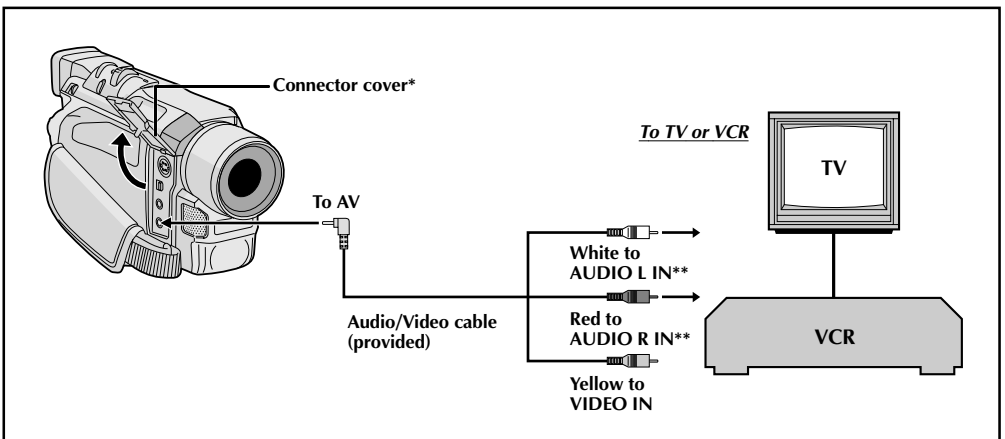 Connector cover*
To TV or VCR
TV
To AV
White to
AUDIO L IN**
Audio/Video cable
(provided)
Red to
AUDIO R IN**
VCR
Yellow to
VIDEO IN